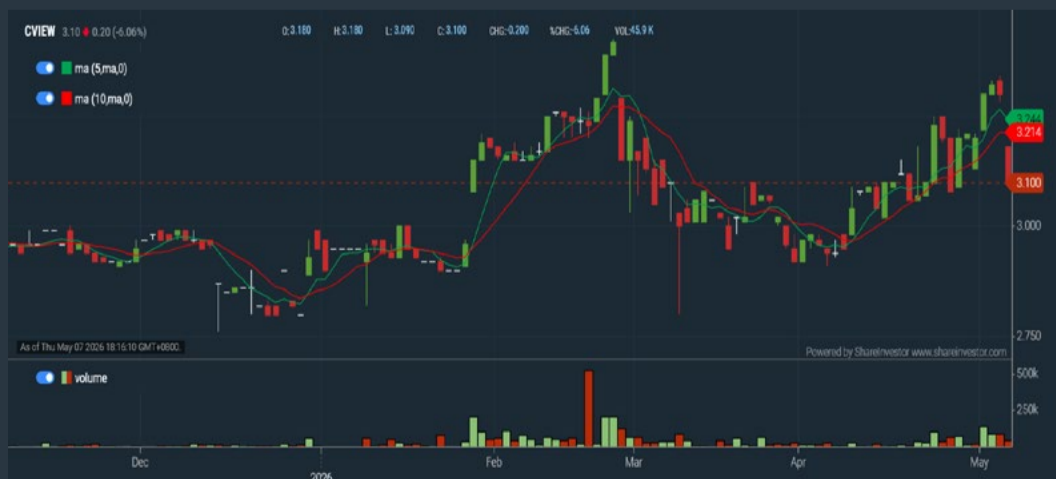 CVIEW 3.10 0.20 (-6.06%) O: 3.180 H: 3.180 L: 3.090 C: 3.100 CHG:-0.200 %CHG:-6.06 VOL:45.9 K
ma (5,ma,0)
ma (10,ma,0)
3.244
3.214
3.100
3.000
2.750
As of Thu May 07 2026 18:16:10 GMT+0800.
Powered by ShareInvestor www.shareinvestor.com
volume
500k
250k
Dec 2026 Feb Mar Apr May